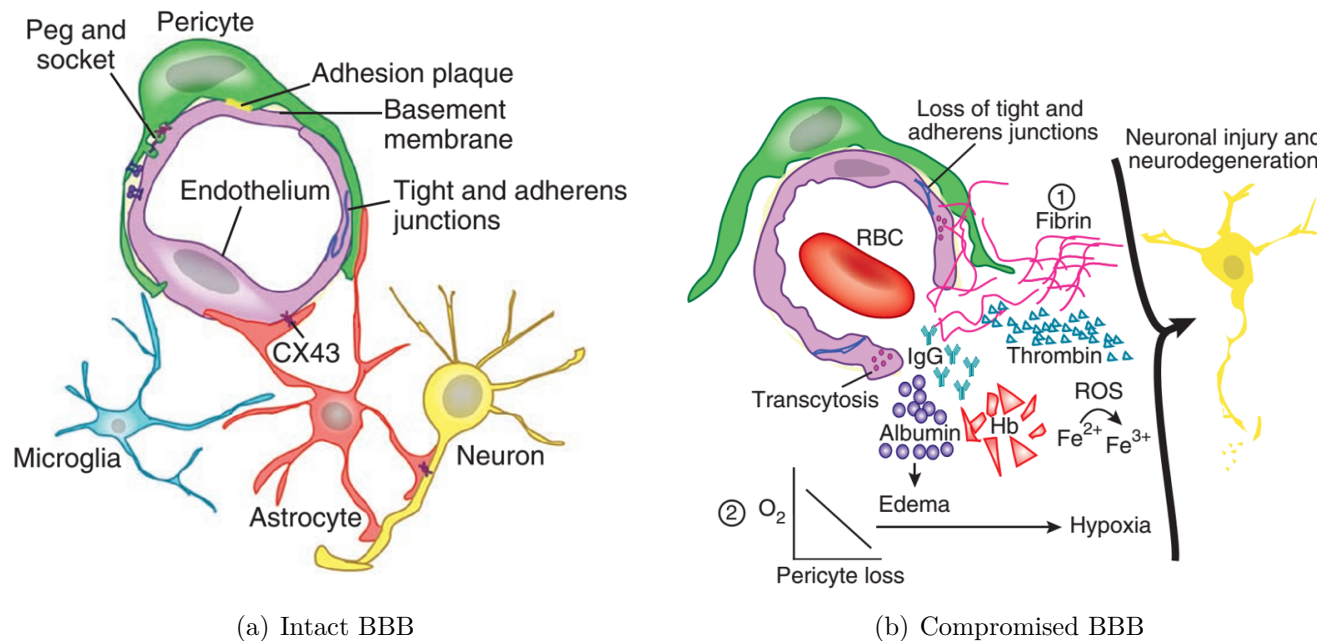 Pericyte
Peg and
socket
Adhesion plaque
Basement
membrane
Endothelium
Tight and adherens
junctions
CX43
Microglia
Neuron
Astrocyte
(a) Intact BBB
Loss of tight and
adherens junctions
Neuronal injury and
neurodegeneration
1
Fibrin
RBC
IgG
Thrombin
Transcytosis
ROS
Albumin
Hb
Fe2+
Fe3+
Edema
2
O2
Hypoxia
Pericyte loss
(b) Compromised BBB